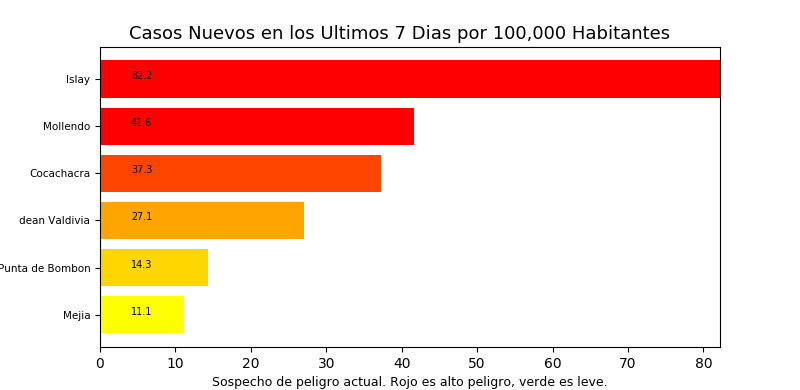 Casos Nuevos en los Ultimos 7 Dias por 100,000 Habitantes
Islay 82.2
Mollendo 41.6
Cocachacra 37.3
dean Valdivia 27.1
Punta de Bombon 14.3
Mejia 11.1
0 10 20 30 40 50 60 70 80
Sospecho de peligro actual. Rojo es alto peligro, verde es leve.